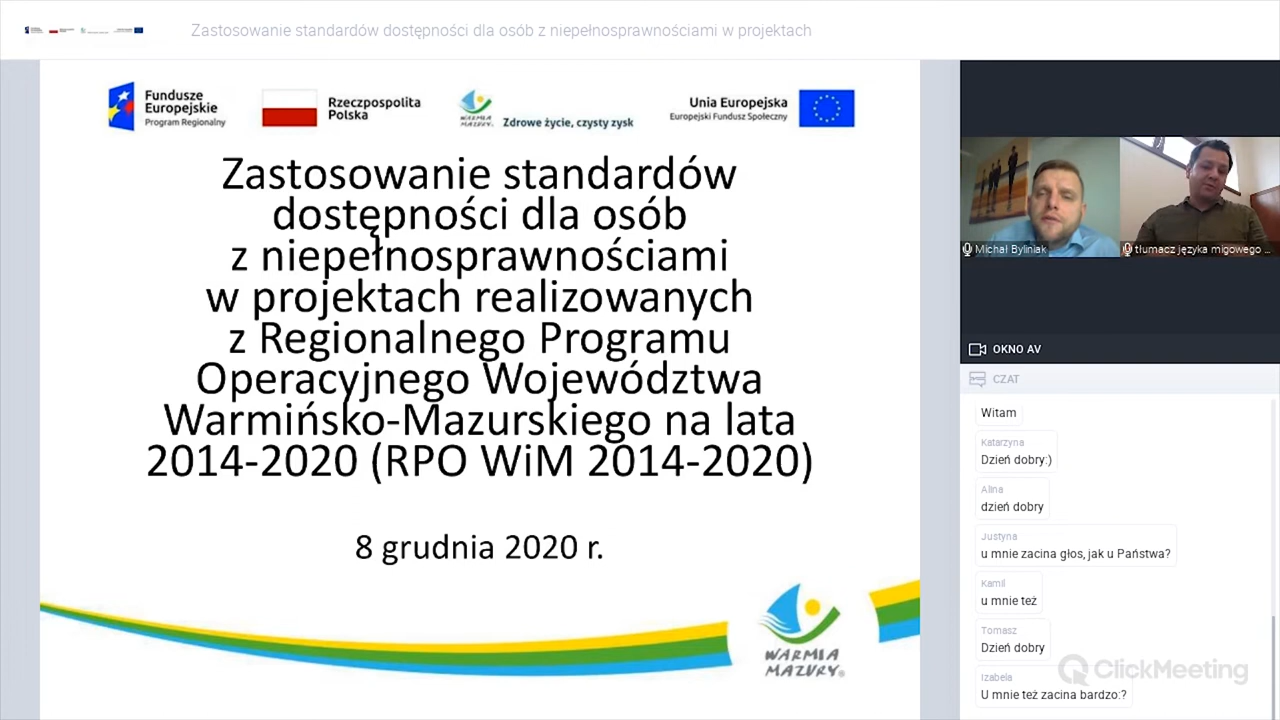 Zastosowanie standardów dostępności dla osób z niepełnosprawnościami w projektach
Fundusze
Europejskie
Program Regionalny
Rzeczpospolita
Polska
WARMIA
MAZURY
Zdrowe życie, czysty zysk
Unia Europejska
Europejski Fundusz Społeczny
Zastosowanie standardów
dostępności dla osób
z niepełnosprawnościami
w projektach realizowanych
z Regionalnego Programu
Operacyjnego Województwa
Warmińsko-Mazurskiego na lata
2014-2020 (RPO WiM 2014-2020)
8 grudnia 2020 r.
WARMIA
MAZURY®
Michał Byliniak
tłumacz języka migowego ...
OKNO AV
CZAT
Witam
Katarzyna
Dzień dobry:)
Alina
dzień dobry
Justyna
u mnie zacina głos, jak u Państwa?
Kamil
u mnie też
Tomasz
Dzień dobry
Izabela
U mnie też zacina bardzo:?
ClickMeeting